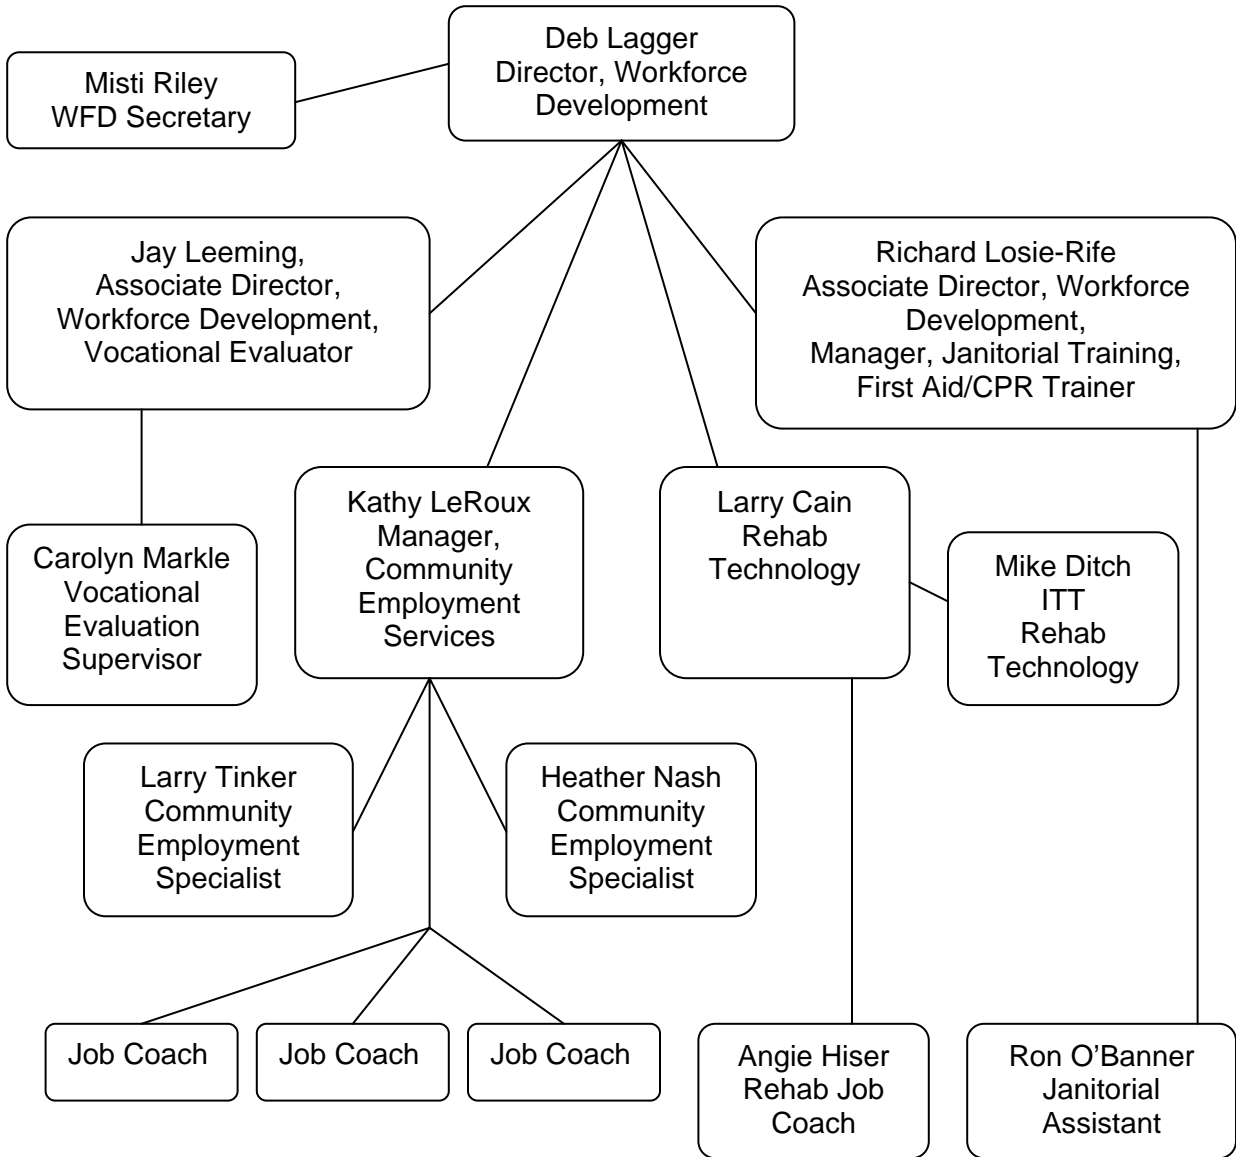 Deb Lagger
Director, Workforce
Development
Misti Riley
WFD Secretary
Jay Leeming,
Associate Director,
Workforce Development,
Vocational Evaluator
Richard Losie-Rife
Associate Director, Workforce
Development,
Manager, Janitorial Training,
First Aid/CPR Trainer
Kathy LeRoux
Manager,
Community
Employment
Services
Larry Cain
Rehab
Technology
Carolyn Markle
Vocational
Evaluation
Supervisor
Mike Ditch
ITT
Rehab
Technology
Larry Tinker
Community
Employment
Specialist
Heather Nash
Community
Employment
Specialist
Job Coach
Job Coach
Job Coach
Angie Hiser
Rehab Job
Coach
Ron O’Banner
Janitorial
Assistant